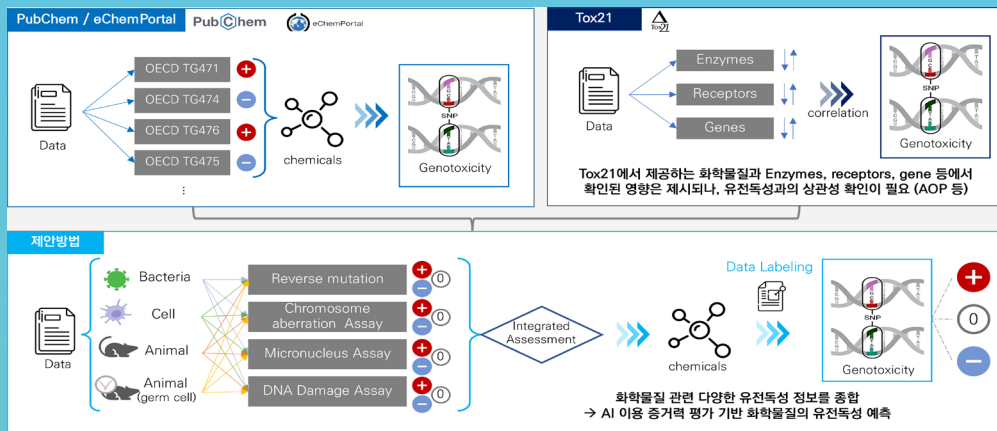 PubChem / eChemPortal
PubChem
eChemPortal
Data
OECD TG471
OECD TG474
OECD TG476
OECD TG475
⋮
+
−
+
−
chemicals
SNP
Genotoxicity
Tox21
Tox21
Data
Enzymes
Receptors
Genes
correlation
SNP
Genotoxicity
Tox21에서 제공하는 화학물질과 Enzymes, receptors, gene 등에서
확인된 영향은 제시되나, 유전독성과의 상관성 확인이 필요 (AOP 등)
제안방법
Data
Bacteria
Cell
Animal
Animal
(germ cell)
Reverse mutation
+
0
−
Chromosome
aberration Assay
+
0
−
Micronucleus Assay
+
0
−
DNA Damage Assay
+
0
−
Integrated
Assessment
chemicals
Data Labeling
SNP
Genotoxicity
+
0
−
화학물질 관련 다양한 유전독성 정보를 종합
→ AI 이용 증거력 평가 기반 화학물질의 유전독성 예측